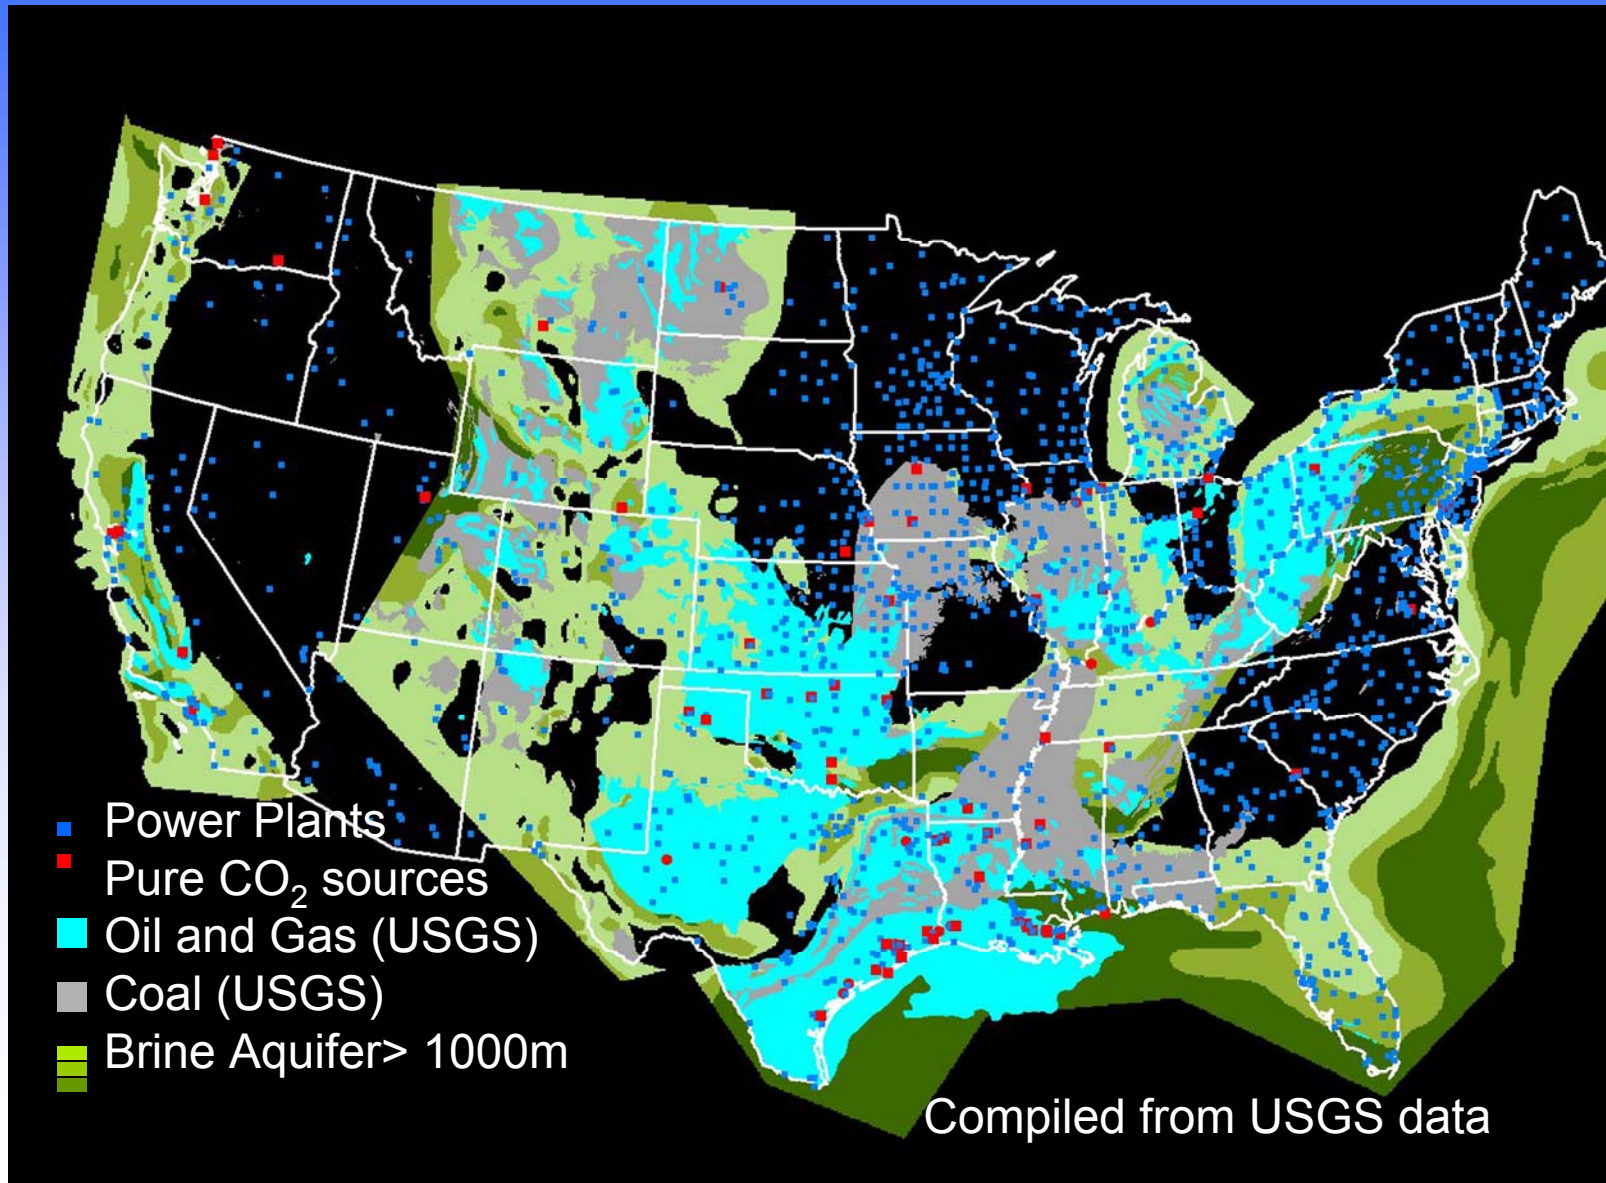 Power Plants
Pure CO₂ sources
Oil and Gas (USGS)
Coal (USGS)
Brine Aquifer> 1000m
Compiled from USGS data